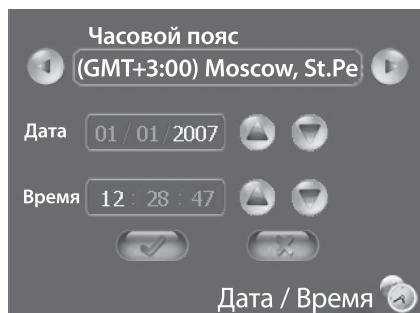 Часовой пояс
(GMT+3:00) Moscow, St.Pe
Дата 01 / 01 / 2007
Время 12 : 28 : 47
Дата / Время